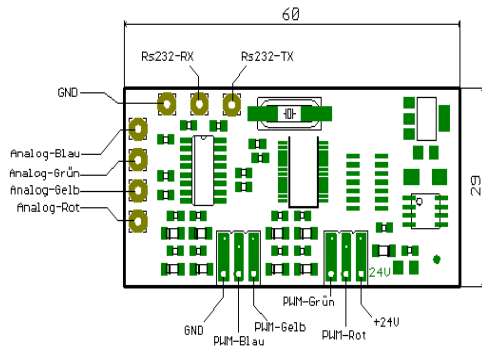 60
Rs232-RX
Rs232-TX
GND
Analog-Blau
Analog-Grün
Analog-Gelb
Analog-Rot
29
24V
PWM-Grün
GND
PWM-Gelb
+24V
PWM-Rot
PWM-Blau